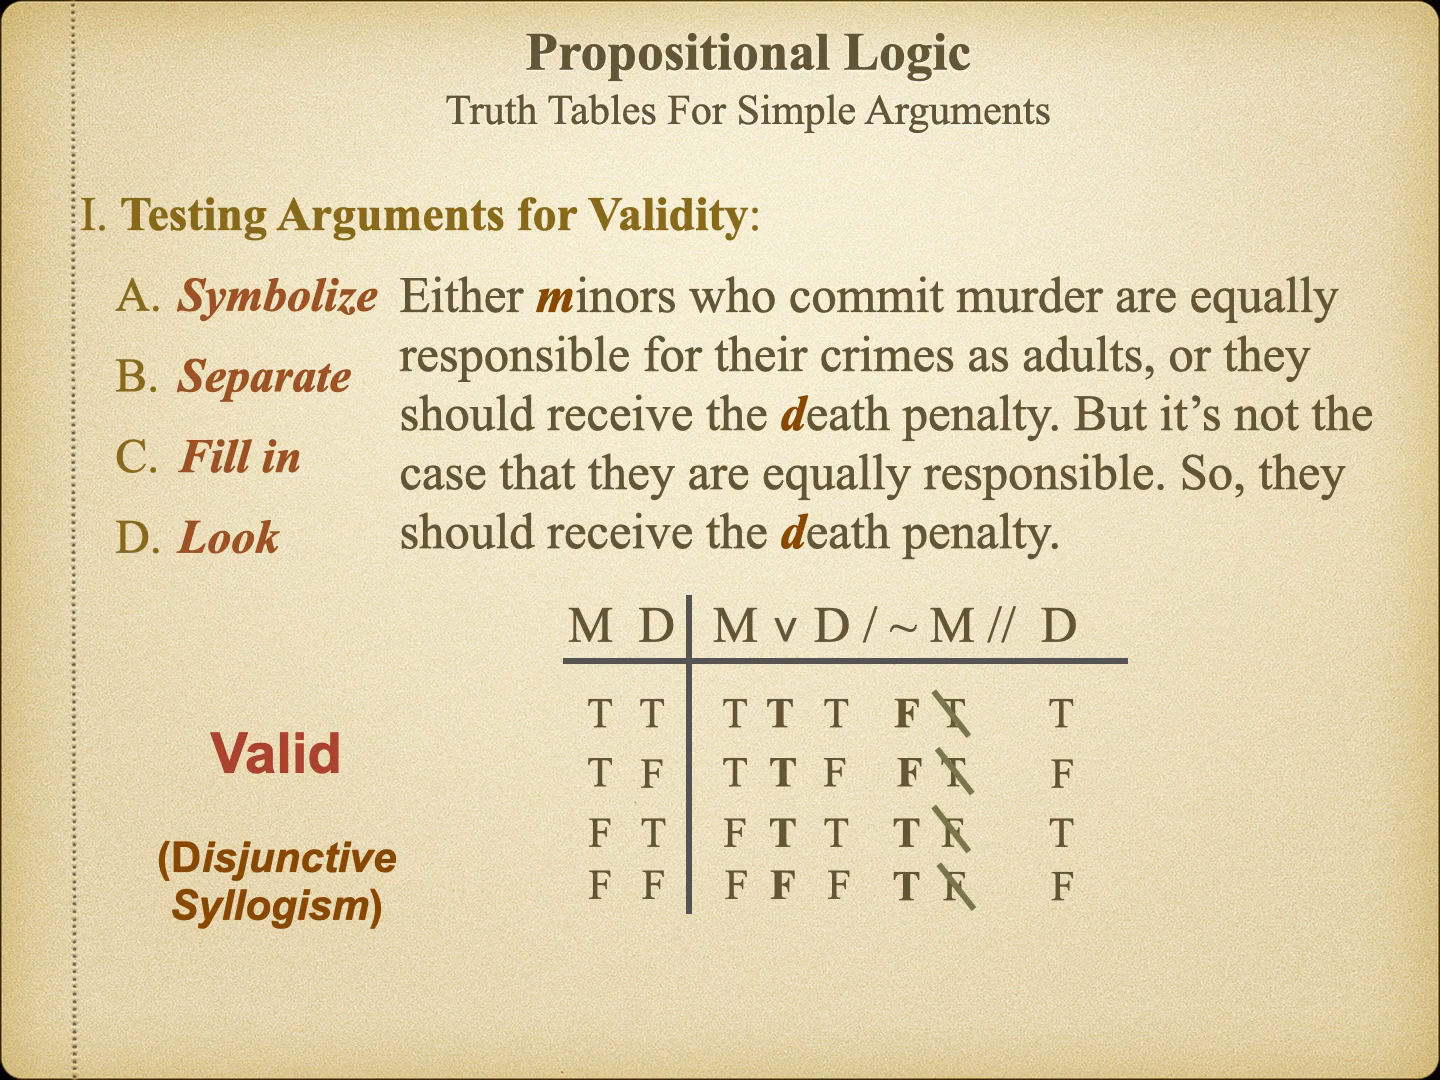 Propositional Logic
Truth Tables For Simple Arguments
I. Testing Arguments for Validity:
A. Symbolize
B. Separate
C. Fill in
D. Look
Either minors who commit murder are equally
responsible for their crimes as adults, or they
should receive the death penalty. But it’s not the
case that they are equally responsible. So, they
should receive the death penalty.
M D M v D / ~ M // D
T T T T T F T T
T F T T F F T F
F T F T T T F T
F F F F F T F F
Valid
(Disjunctive
Syllogism)